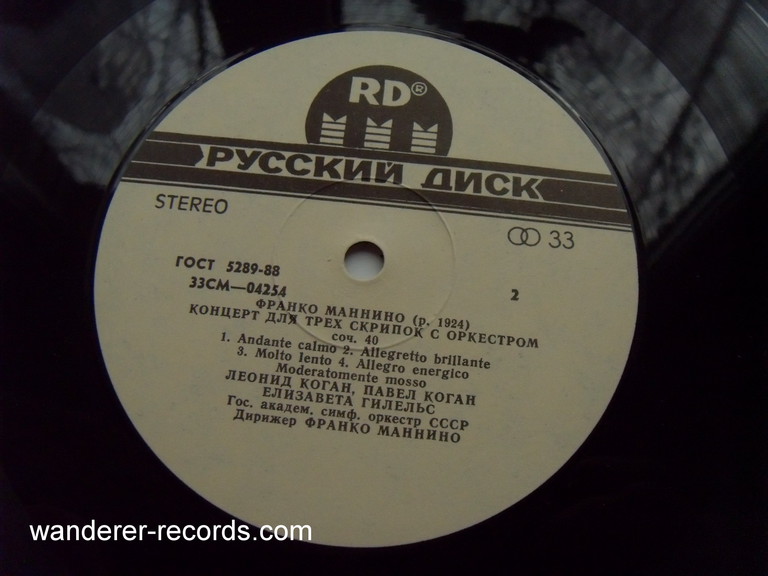 RD®
РУССКИЙ ДИСК
STEREO
33
ГОСТ 5289-88
33СМ—04254
2
ФРАНКО МАННИНО (р. 1924)
КОНЦЕРТ ДЛЯ ТРЕХ СКРИПОК С ОРКЕСТРОМ
соч. 40
1. Andante calmo 2. Allegretto brillante
3. Molto lento 4. Allegro energico
Moderatomente mosso
ЛЕОНИД КОГАН, ПАВЕЛ КОГАН
ЕЛИЗАВЕТА ГИЛЕЛЬС
Гос. академ. симф. оркестр СССР
Дирижер ФРАНКО МАННИНО
wanderer-records.com